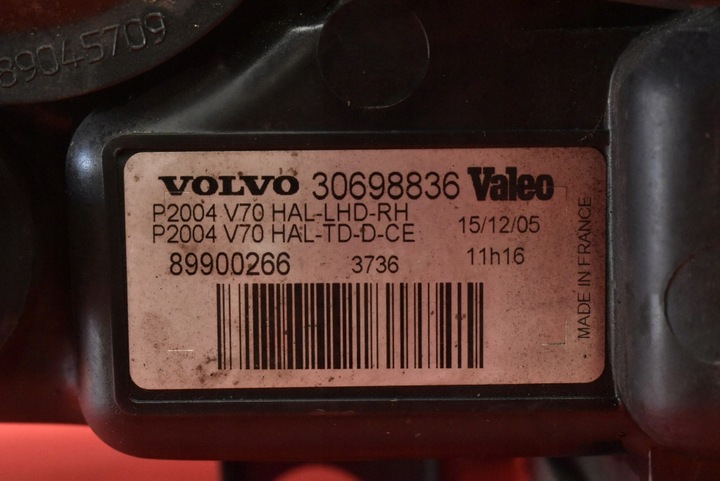 89045709
VOLVO 30698836 Valeo
P2004 V70 HAL-LHD-RH
P2004 V70 HAL-TD-D-CE
15/12/05
89900266 3736 11h16
MADE IN FRANCE